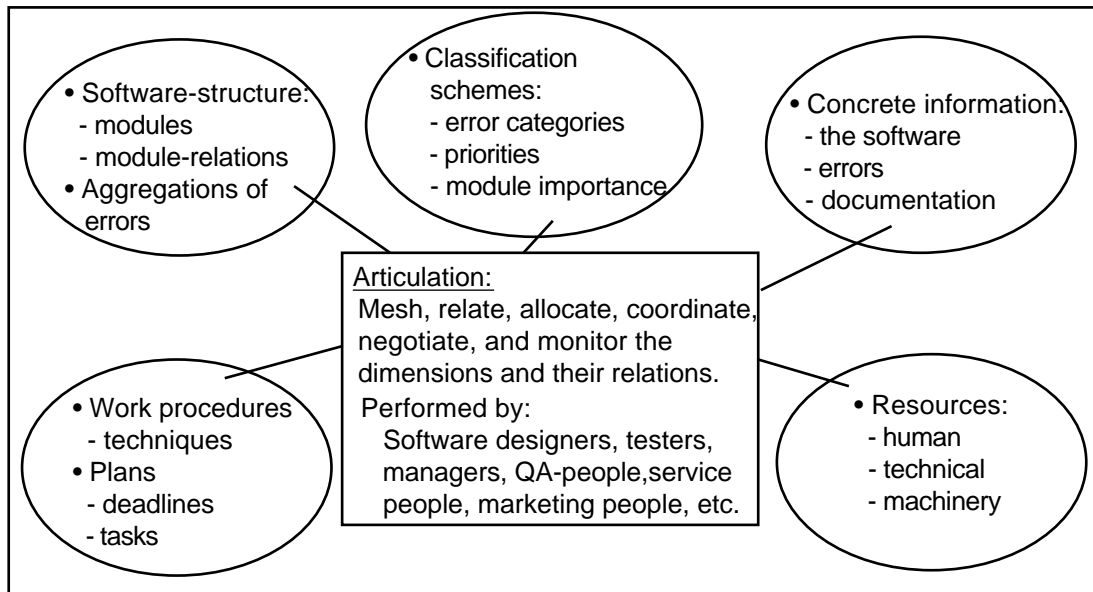 • Software-structure:
- modules
- module-relations
• Aggregations of
errors
• Classification
schemes:
- error categories
- priorities
- module importance
• Concrete information:
- the software
- errors
- documentation
Articulation:
Mesh, relate, allocate, coordinate,
negotiate, and monitor the
dimensions and their relations.
Performed by:
Software designers, testers,
managers, QA-people,service
people, marketing people, etc.
• Work procedures
- techniques
• Plans
- deadlines
- tasks
• Resources:
- human
- technical
- machinery